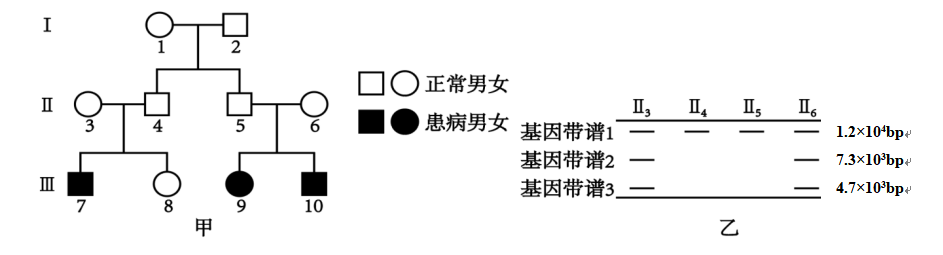 I
1 2
II
3 4 5 6
III
7 8 9 10
甲
正常男女
患病男女
II₃ II₄ II₅ II₆
基因带谱1 1.2×10⁴bp
基因带谱2 7.3×10³bp
基因带谱3 4.7×10³bp
乙